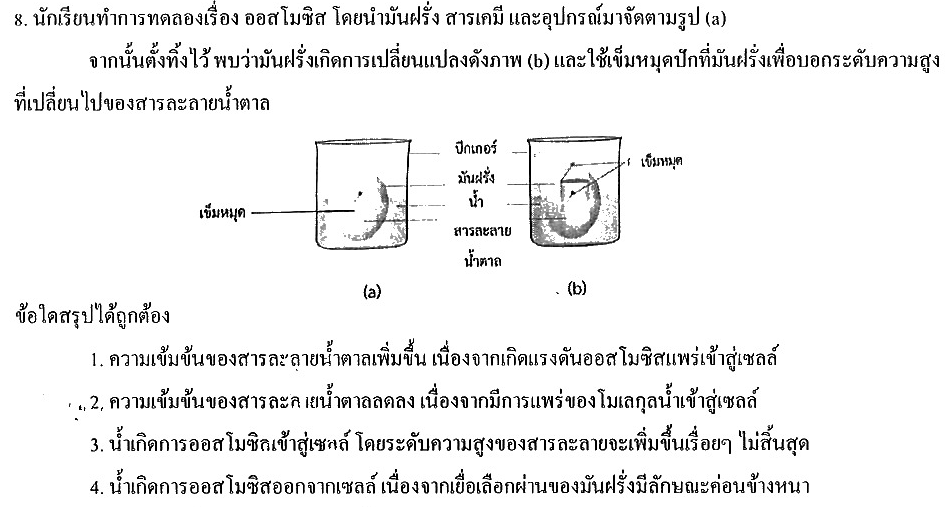 8. นักเรียนทำการทดลองเรื่อง ออสโมซิส โดยนำมันฝรั่ง สารเคมี และอุปกรณ์มาจัดตามรูป (a)
จากนั้นตั้งทิ้งไว้ พบว่ามันฝรั่งเกิดการเปลี่ยนแปลงดังภาพ (b) และใช้เข็มหมุดปักที่มันฝรั่งเพื่อบอกระดับความสูง
ที่เปลี่ยนไปของสารละลายน้ำตาล
ปีกเกอร์
เข็มหมุด
มันฝรั่ง
น้ำ
เข็มหมุด
สารละลาย
น้ำตาล
(a)
(b)
ข้อใดสรุปได้ถูกต้อง
1. ความเข้มข้นของสารละลายน้ำตาลเพิ่มขึ้น เนื่องจากเกิดแรงดันออสโมซิสแพร่เข้าสู่เซลล์
2. ความเข้มข้นของสารละลายน้ำตาลลดลง เนื่องจากมีการแพร่ของโมเลกุลน้ำเข้าสู่เซลล์
3. น้ำเกิดการออสโมซิสเข้าสู่เซลล์ โดยระดับความสูงของสารละลายจะเพิ่มขึ้นเรื่อยๆ ไม่สิ้นสุด
4. น้ำเกิดการออสโมซิสออกจากเซลล์ เนื่องจากเยื่อเลือกผ่านของมันฝรั่งมีลักษณะค่อนข้างหนา